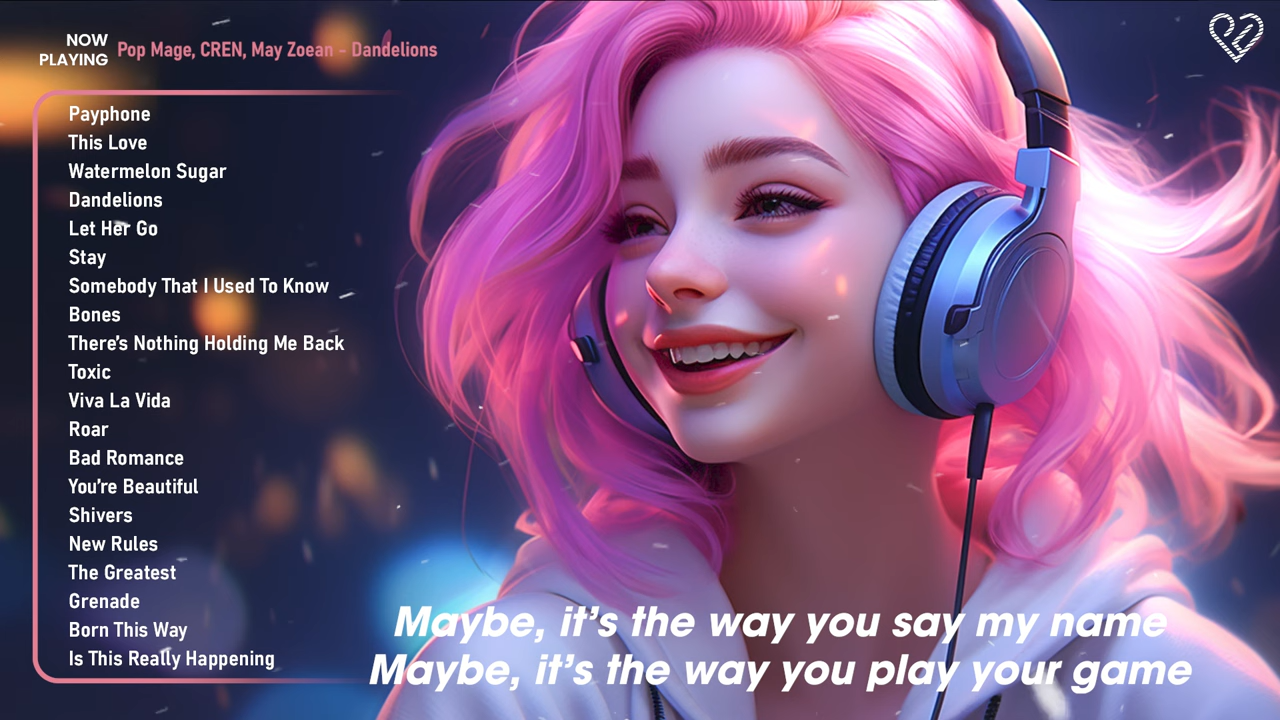 NOW
PLAYING
Pop Mage, CREN, May Zoean - Dandelions
Payphone
This Love
Watermelon Sugar
Dandelions
Let Her Go
Stay
Somebody That I Used To Know
Bones
There's Nothing Holding Me Back
Toxic
Viva La Vida
Roar
Bad Romance
You're Beautiful
Shivers
New Rules
The Greatest
Grenade
Born This Way
Is This Really Happening
Maybe, it's the way you say my name
Maybe, it's the way you play your game